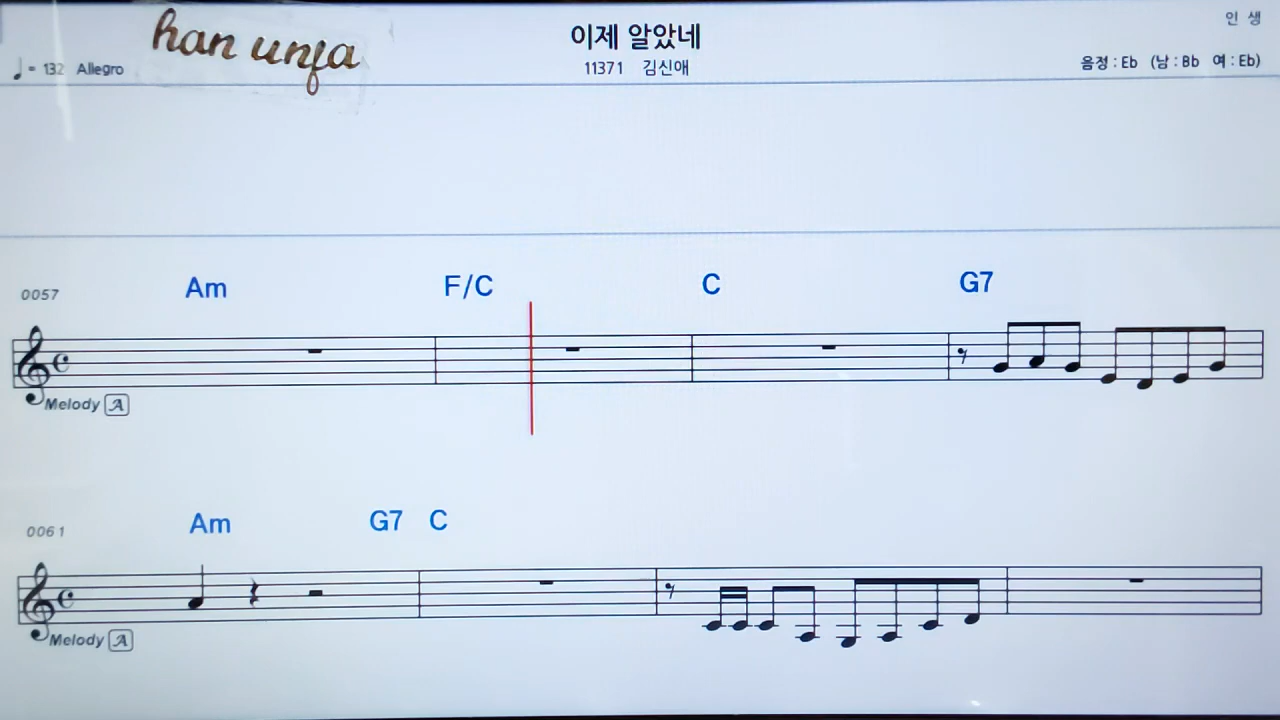 han unfa
이제 알았네
인 생
♩= 132 Allegro
11371 김신애
음정 : Eb (남 : Bb 여 : Eb)
0057 Am F/C C G7
Melody A
0061 Am G7 C
Melody A